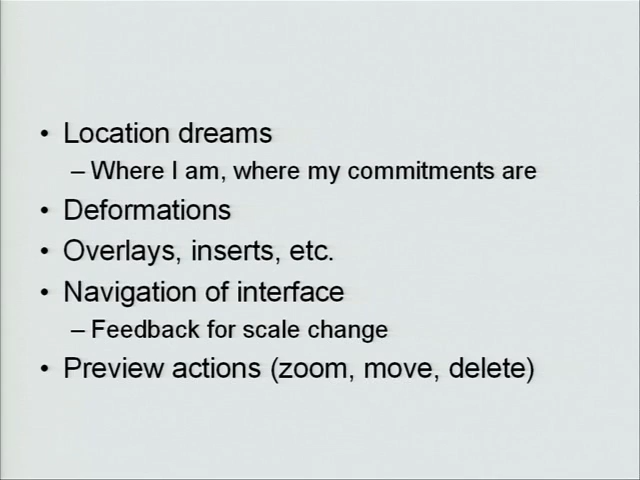 • Location dreams
– Where I am, where my commitments are
• Deformations
• Overlays, inserts, etc.
• Navigation of interface
– Feedback for scale change
• Preview actions (zoom, move, delete)